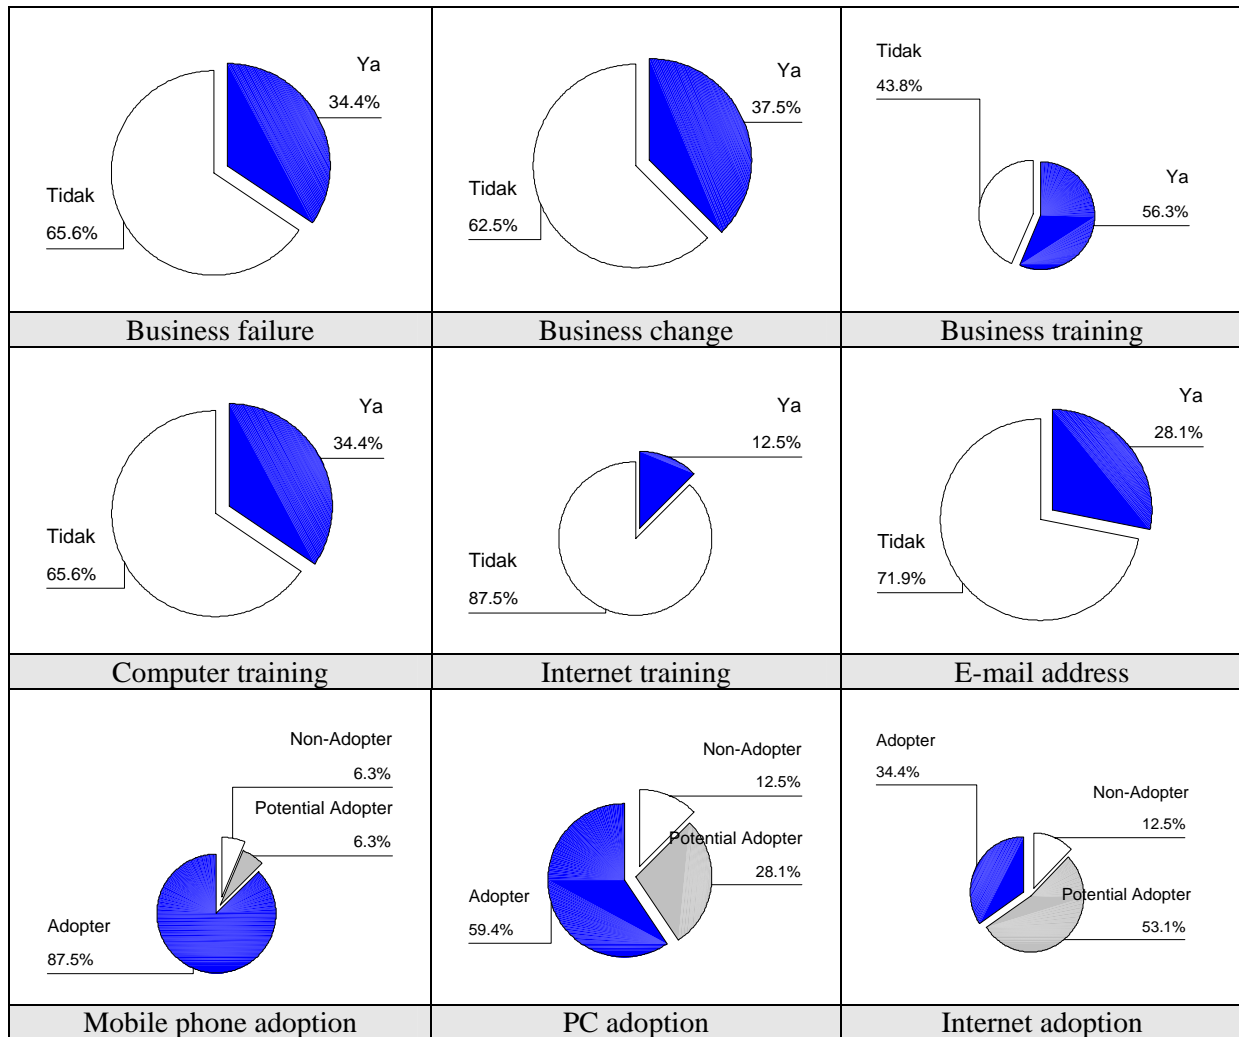 Ya
34.4%
Tidak
65.6%
Business failure
Ya
37.5%
Tidak
62.5%
Business change
Tidak
43.8%
Ya
56.3%
Business training
Ya
34.4%
Tidak
65.6%
Computer training
Ya
12.5%
Tidak
87.5%
Internet training
Ya
28.1%
Tidak
71.9%
E-mail address
Non-Adopter
6.3%
Potential Adopter
6.3%
Adopter
87.5%
Mobile phone adoption
Non-Adopter
12.5%
Potential Adopter
28.1%
Adopter
59.4%
PC adoption
Adopter
34.4%
Non-Adopter
12.5%
Potential Adopter
53.1%
Internet adoption